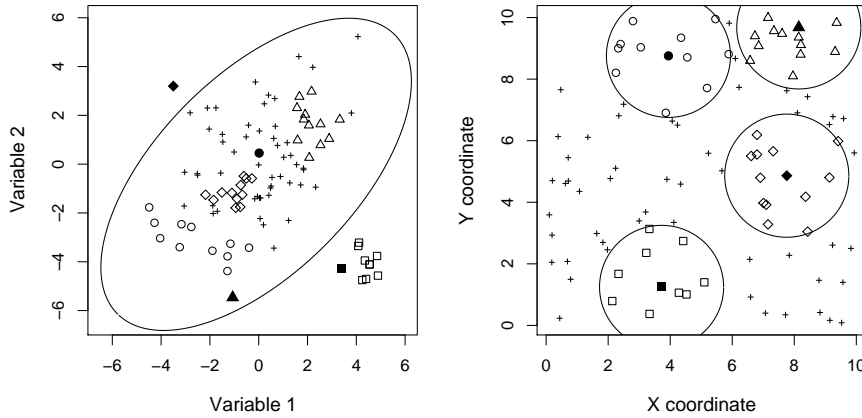 Variable 2
6
4
2
0
−2
−4
−6
−6 −4 −2 0 2 4 6
Variable 1
Y coordinate
10
8
6
4
2
0
0 2 4 6 8 10
X coordinate